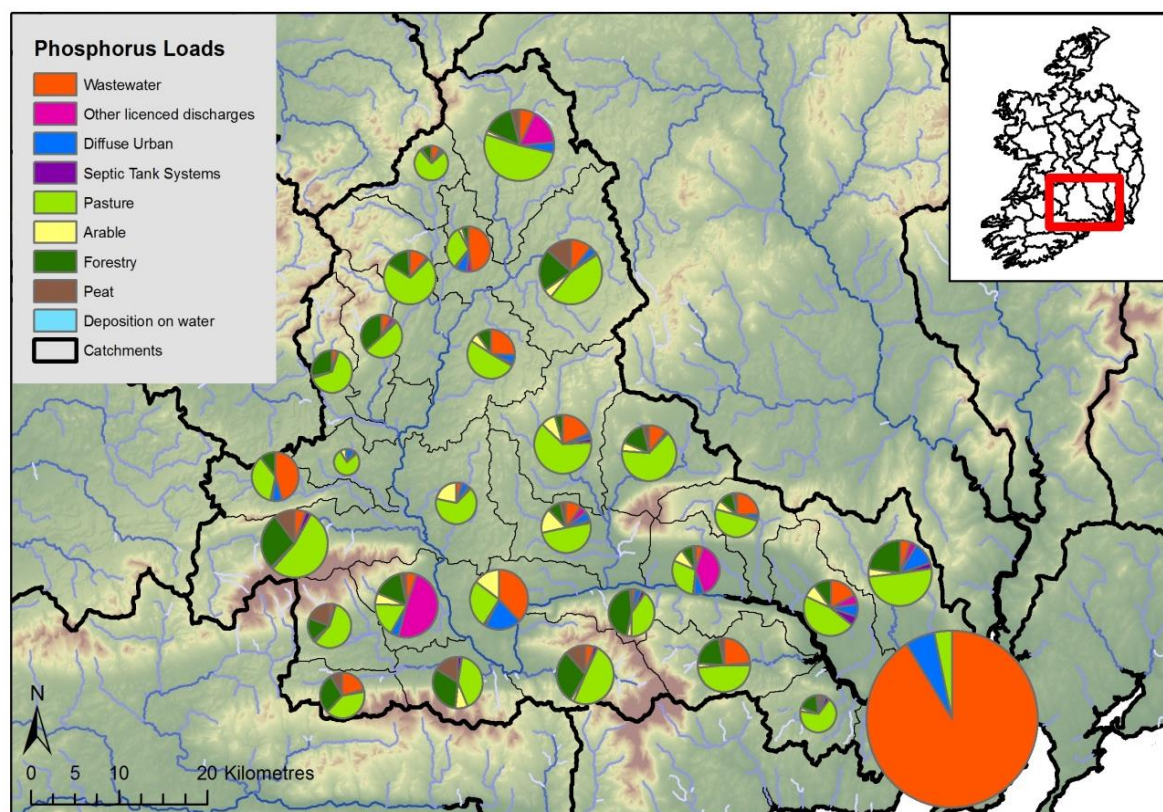 Phosphorus Loads
Wastewater
Other licenced discharges
Diffuse Urban
Septic Tank Systems
Pasture
Arable
Forestry
Peat
Deposition on water
Catchments
N
0 5 10 20 Kilometres